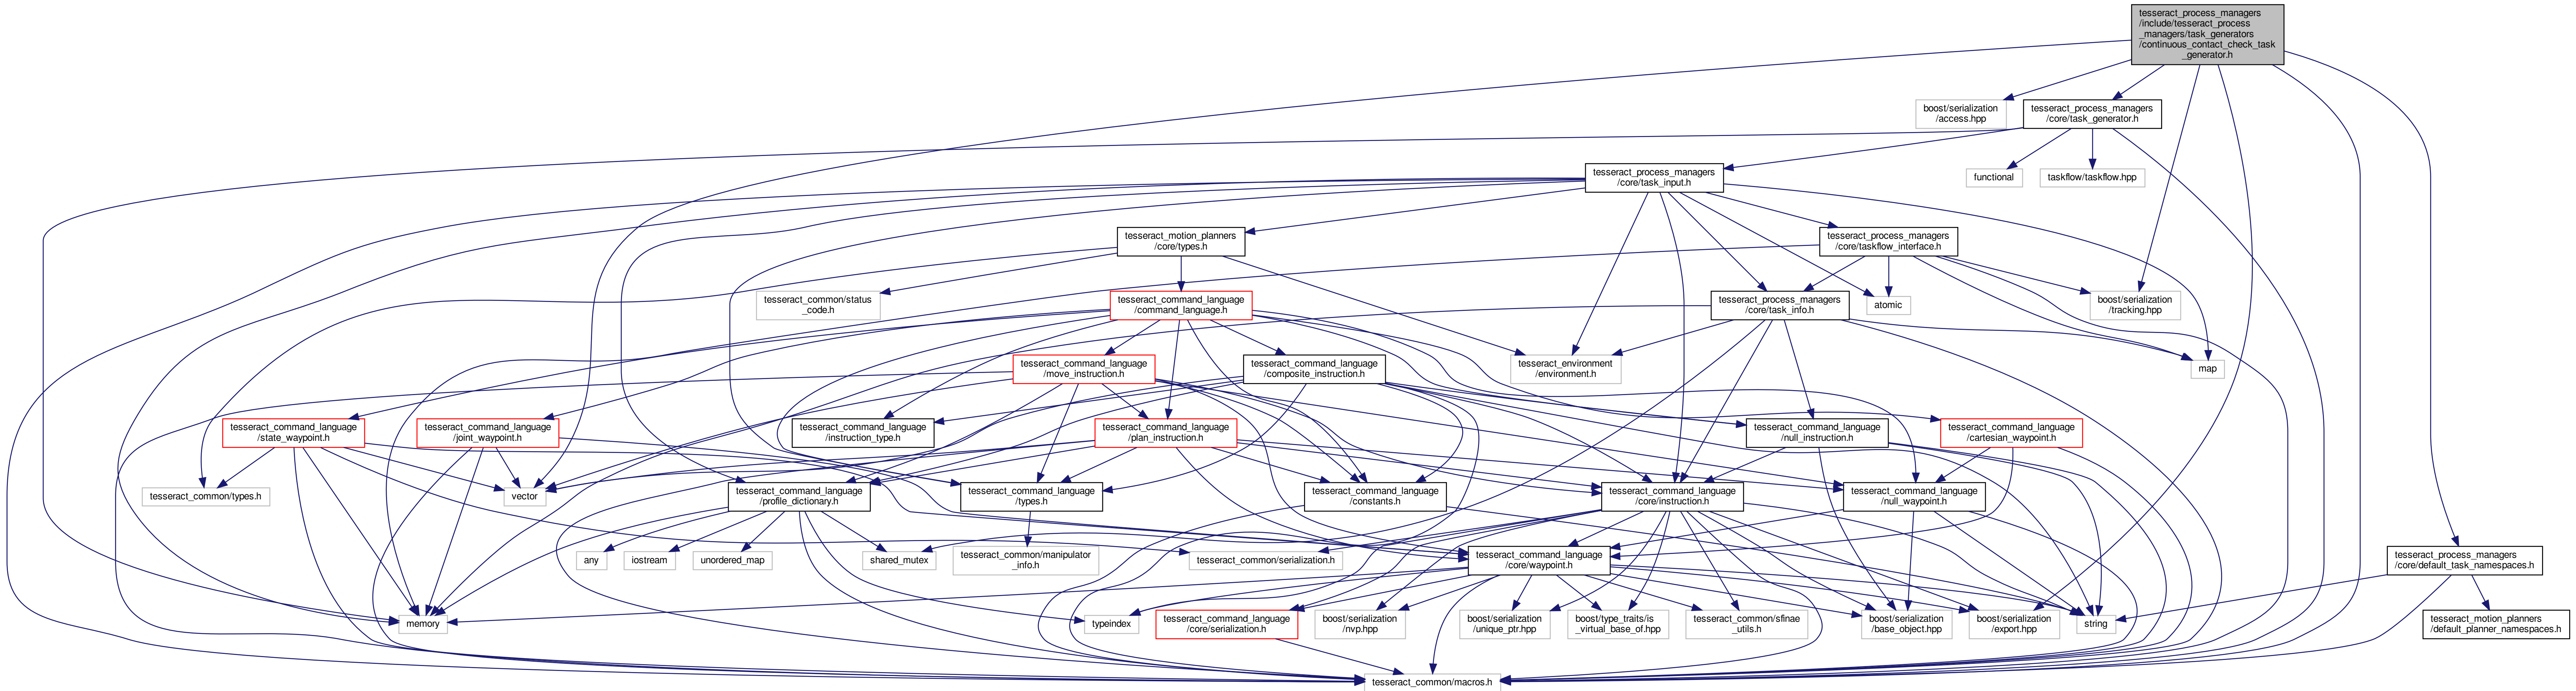 tesseract_process_managers
/include/tesseract_process
_managers/task_generators
/continuous_contact_check_task
_generator.h
boost/serialization
/access.hpp
tesseract_process_managers
/core/task_generator.h
tesseract_process_managers
/core/task_input.h
functional
taskflow/taskflow.hpp
tesseract_motion_planners
/core/types.h
tesseract_process_managers
/core/taskflow_interface.h
tesseract_common/status
_code.h
tesseract_command_language
/command_language.h
tesseract_process_managers
/core/task_info.h
atomic
boost/serialization
/tracking.hpp
tesseract_command_language
/move_instruction.h
tesseract_command_language
/composite_instruction.h
tesseract_environment
/environment.h
map
tesseract_command_language
/state_waypoint.h
tesseract_command_language
/joint_waypoint.h
tesseract_command_language
/instruction_type.h
tesseract_command_language
/plan_instruction.h
tesseract_command_language
/null_instruction.h
tesseract_command_language
/cartesian_waypoint.h
tesseract_common/types.h
vector
tesseract_command_language
/profile_dictionary.h
tesseract_command_language
/types.h
tesseract_command_language
/constants.h
tesseract_command_language
/core/instruction.h
tesseract_command_language
/null_waypoint.h
any
iostream
unordered_map
shared_mutex
tesseract_common/manipulator
_info.h
tesseract_common/serialization.h
tesseract_command_language
/core/waypoint.h
tesseract_process_managers
/core/default_task_namespaces.h
memory
typeindex
tesseract_command_language
/core/serialization.h
boost/serialization
/nvp.hpp
boost/serialization
/unique_ptr.hpp
boost/type_traits/is
_virtual_base_of.hpp
tesseract_common/sfinae
_utils.h
boost/serialization
/base_object.hpp
boost/serialization
/export.hpp
string
tesseract_motion_planners
/default_planner_namespaces.h
tesseract_common/macros.h